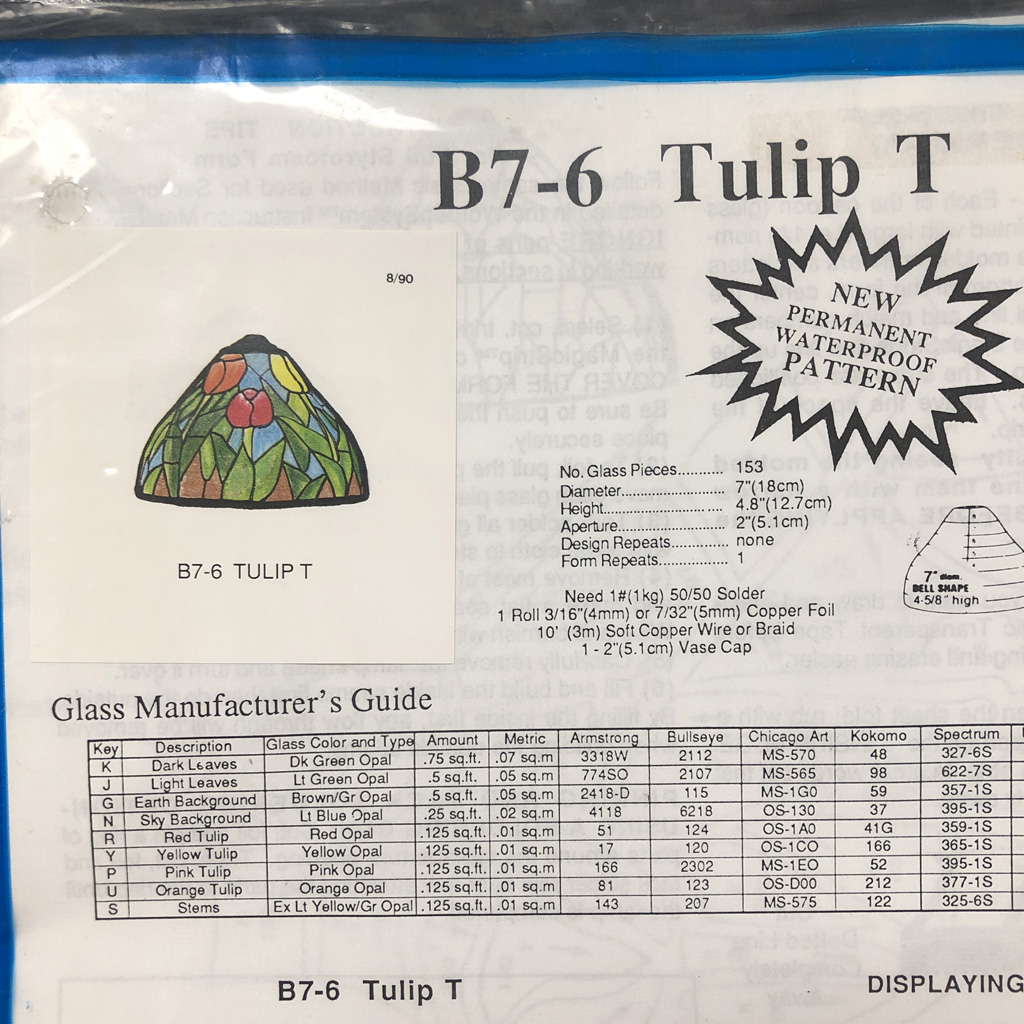 B7-6 Tulip T
8/90
NEW
PERMANENT
WATERPROOF
PATTERN
B7-6 TULIP T
No. Glass Pieces........... 153
Diameter......................... 7"(18cm)
Height............................. 4.8"(12.7cm)
Aperture.......................... 2"(5.1cm)
Design Repeats.............. none
Form Repeats................. 1
7" diam.
BELL SHAPE
4-5/8" high
Need 1#(1kg) 50/50 Solder
1 Roll 3/16"(4mm) or 7/32"(5mm) Copper Foil
10' (3m) Soft Copper Wire or Braid
1 - 2"(5.1cm) Vase Cap
Glass Manufacturer's Guide
Key Description Glass Color and Type Amount Metric Armstrong Bullseye Chicago Art Kokomo Spectrum
K Dark Leaves Dk Green Opal .75 sq.ft. .07 sq.m 3318W 2112 MS-570 48 327-6S
J Light Leaves Lt Green Opal .5 sq.ft. .05 sq.m 774SO 2107 MS-565 98 622-7S
G Earth Background Brown/Gr Opal .5 sq.ft. .05 sq.m 2418-D 115 MS-1G0 59 357-1S
N Sky Background Lt Blue Opal .25 sq.ft. .02 sq.m 4118 6218 OS-130 37 395-1S
R Red Tulip Red Opal .125 sq.ft. .01 sq.m 51 124 OS-1A0 41G 359-1S
Y Yellow Tulip Yellow Opal .125 sq.ft. .01 sq.m 17 120 OS-1CO 166 365-1S
P Pink Tulip Pink Opal .125 sq.ft. .01 sq.m 166 2302 MS-1EO 52 395-1S
U Orange Tulip Orange Opal .125 sq.ft. .01 sq.m 81 123 OS-D00 212 377-1S
S Stems Ex Lt Yellow/Gr Opal .125 sq.ft. .01 sq.m 143 207 MS-575 122 325-6S
B7-6 Tulip T
DISPLAYING